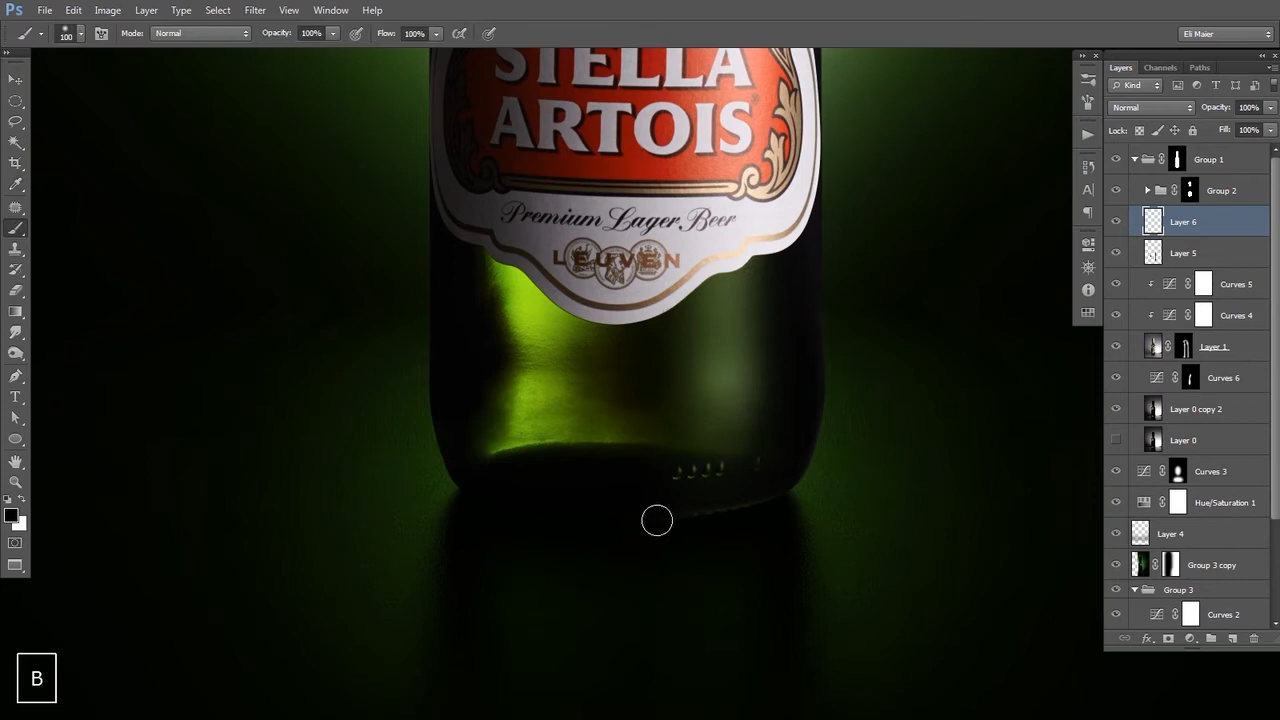 Ps File Edit Image Layer Type Select Filter View Window Help
100 Mode: Normal Opacity: 100% Flow: 100% Eli Maier
Layers Channels Paths
Kind
Normal Opacity: 100%
Lock: Fill: 100%
Group 1
Group 2
Layer 6
Layer 5
Curves 5
Curves 4
Layer 1
Curves 6
Layer 0 copy 2
Layer 0
Curves 3
Hue/Saturation 1
Layer 4
Group 3 copy
Group 3
Curves 2
STELLA
ARTOIS
Premium Lager Beer
LEUVEN
B